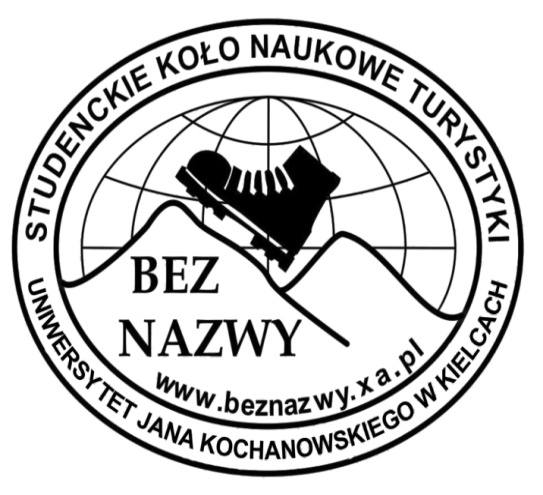 STUDENCKIE KOŁO NAUKOWE TURYSTYKI
BEZ
NAZWY
www.beznazwy.xa.pl
UNIWERSYTET JANA KOCHANOWSKIEGO W KIELCACH